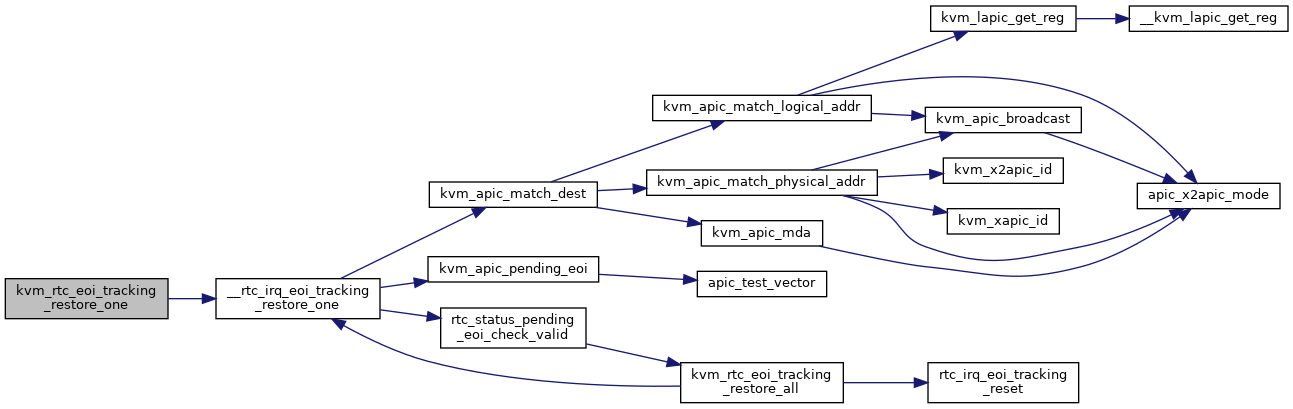 kvm_rtc_eoi_tracking
_restore_one
__rtc_irq_eoi_tracking
_restore_one
kvm_apic_match_dest
kvm_apic_match_logical_addr
kvm_lapic_get_reg
__kvm_lapic_get_reg
kvm_apic_broadcast
apic_x2apic_mode
kvm_apic_match_physical_addr
kvm_x2apic_id
kvm_xapic_id
kvm_apic_mda
kvm_apic_pending_eoi
apic_test_vector
rtc_status_pending
_eoi_check_valid
kvm_rtc_eoi_tracking
_restore_all
rtc_irq_eoi_tracking
_reset